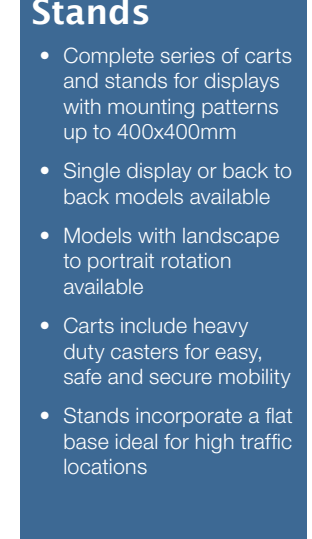 Stands
• Complete series of carts
and stands for displays
with mounting patterns
up to 400x400mm
• Single display or back to
back models available
• Models with landscape
to portrait rotation
available
• Carts include heavy
duty casters for easy,
safe and secure mobility
• Stands incorporate a flat
base ideal for high traffic
locations